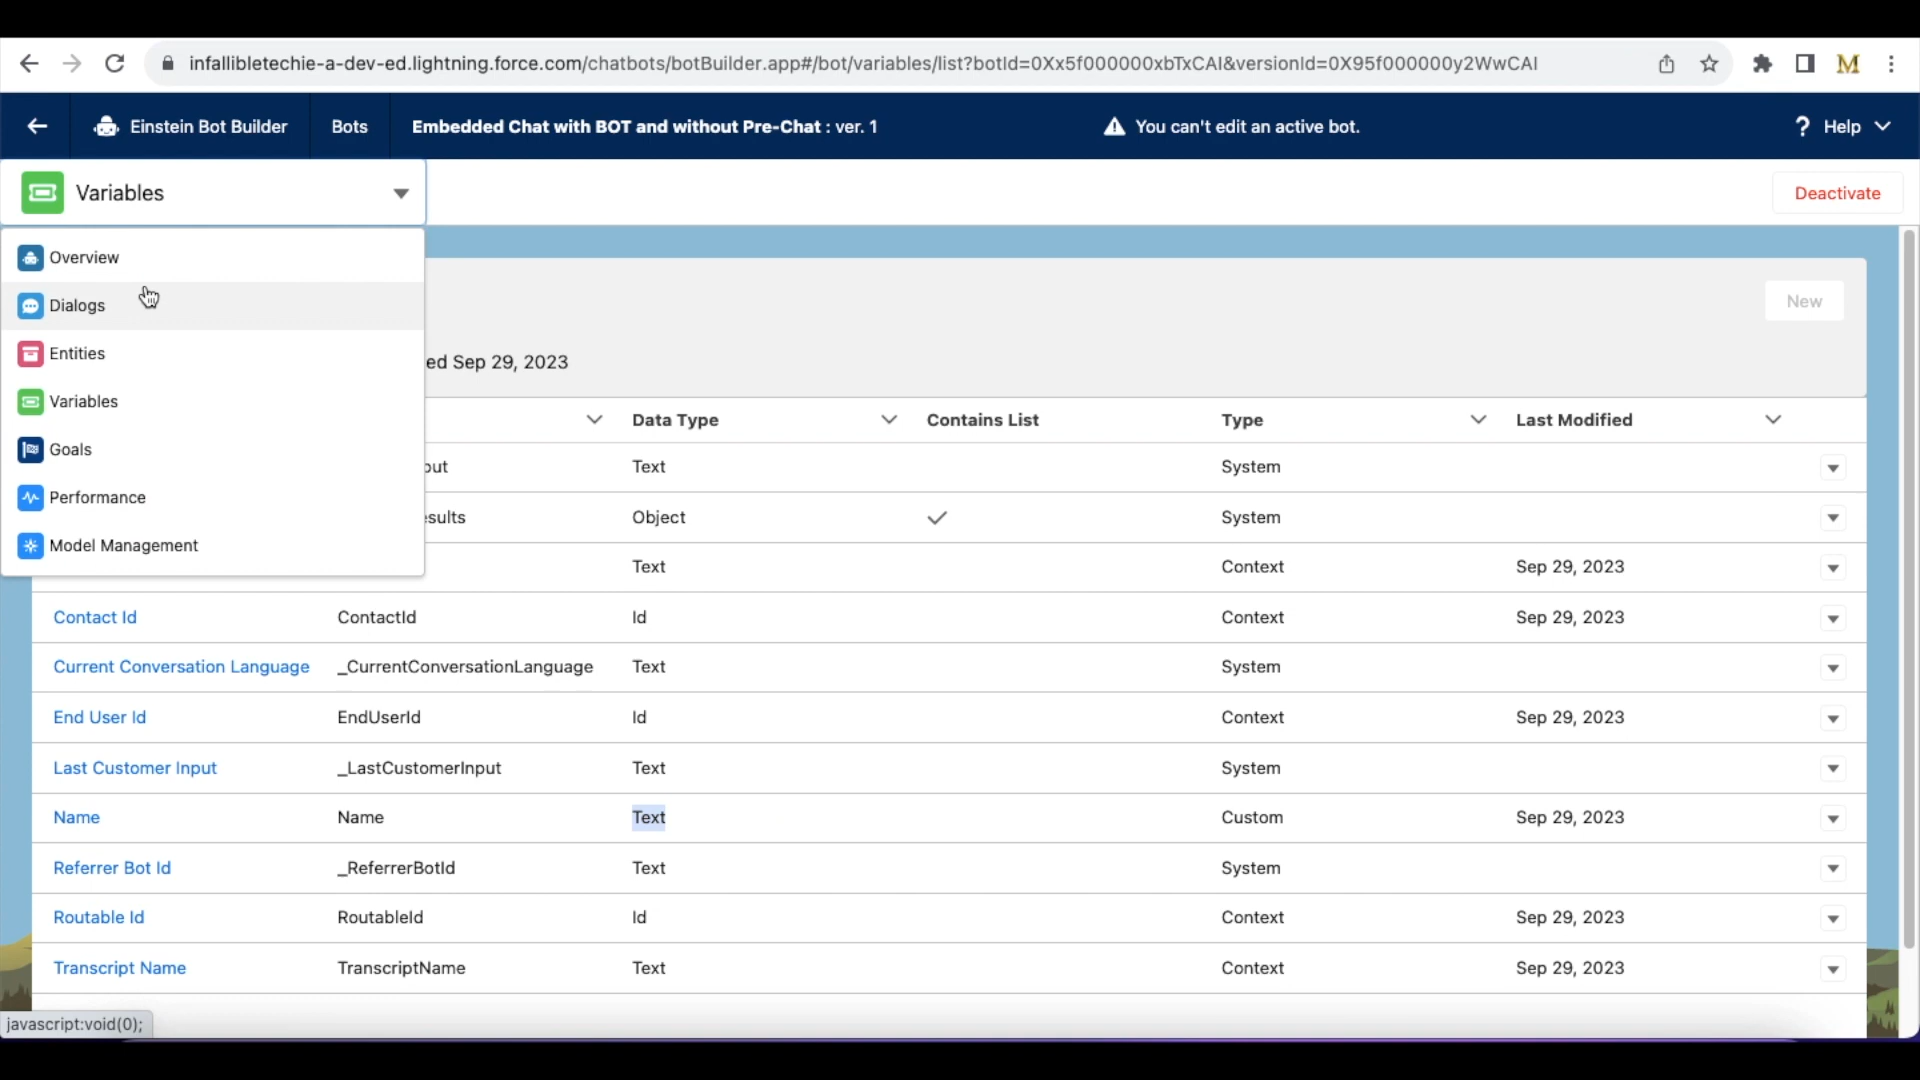 infallibletechie-a-dev-ed.lightning.force.com/chatbots/botBuilder.app#/bot/variables/list?botId=0Xx5f000000xbTxCAI&versionId=0X95f000000y2WwCAI
Einstein Bot Builder Bots Embedded Chat with BOT and without Pre-Chat : ver. 1 You can't edit an active bot. ? Help
Variables Deactivate
Overview
Dialogs New
Entities ed Sep 29, 2023
Variables Data Type Contains List Type Last Modified
Goals put Text System
Performance esults Object System
Model Management
Text Context Sep 29, 2023
Contact Id ContactId Id Context Sep 29, 2023
Current Conversation Language _CurrentConversationLanguage Text System
End User Id EndUserId Id Context Sep 29, 2023
Last Customer Input _LastCustomerInput Text System
Name Name Text Custom Sep 29, 2023
Referrer Bot Id _ReferrerBotId Text System
Routable Id RoutableId Id Context Sep 29, 2023
Transcript Name TranscriptName Text Context Sep 29, 2023
javascript:void(0);